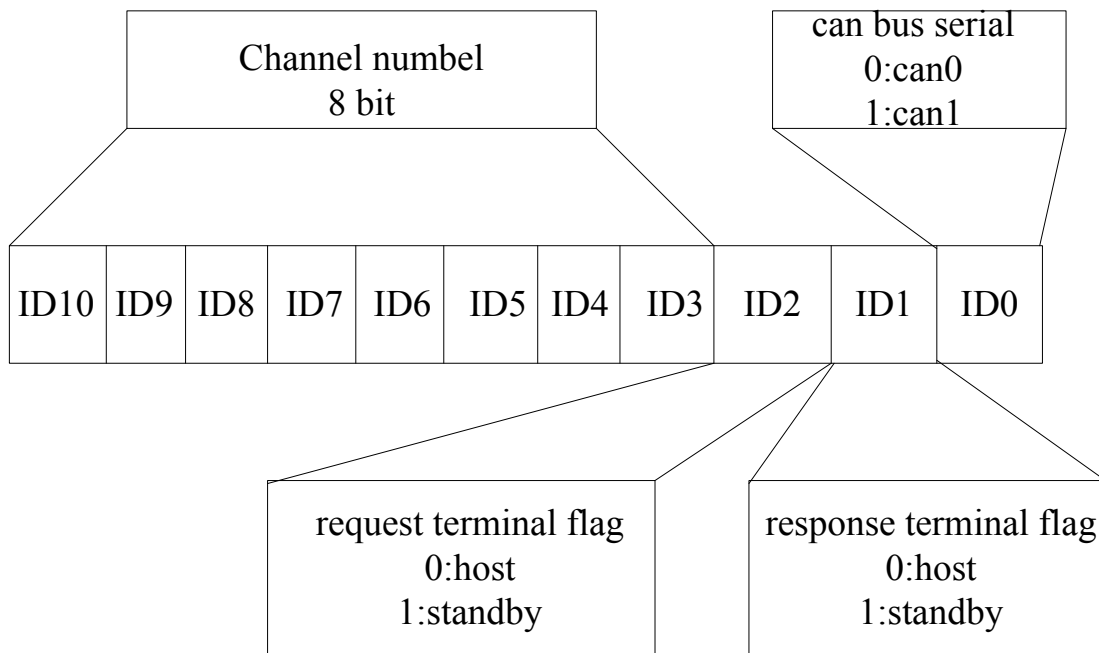 Channel numbel
8 bit
can bus serial
0:can0
1:can1
ID10 ID9 ID8 ID7 ID6 ID5 ID4 ID3 ID2 ID1 ID0
request terminal flag
0:host
1:standby
response terminal flag
0:host
1:standby